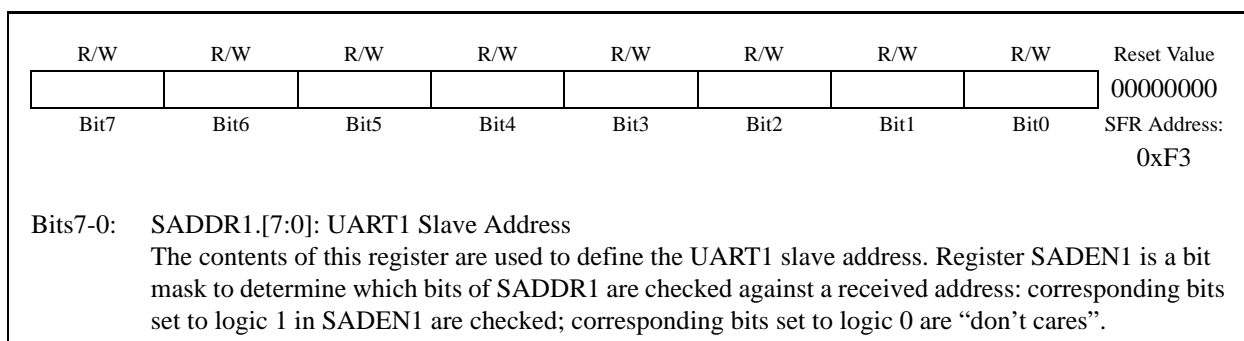 R/W R/W R/W R/W R/W R/W R/W R/W Reset Value
00000000
Bit7 Bit6 Bit5 Bit4 Bit3 Bit2 Bit1 Bit0 SFR Address:
0xF3
Bits7-0: SADDR1.[7:0]: UART1 Slave Address
The contents of this register are used to define the UART1 slave address. Register SADEN1 is a bit
mask to determine which bits of SADDR1 are checked against a received address: corresponding bits
set to logic 1 in SADEN1 are checked; corresponding bits set to logic 0 are “don’t cares”.